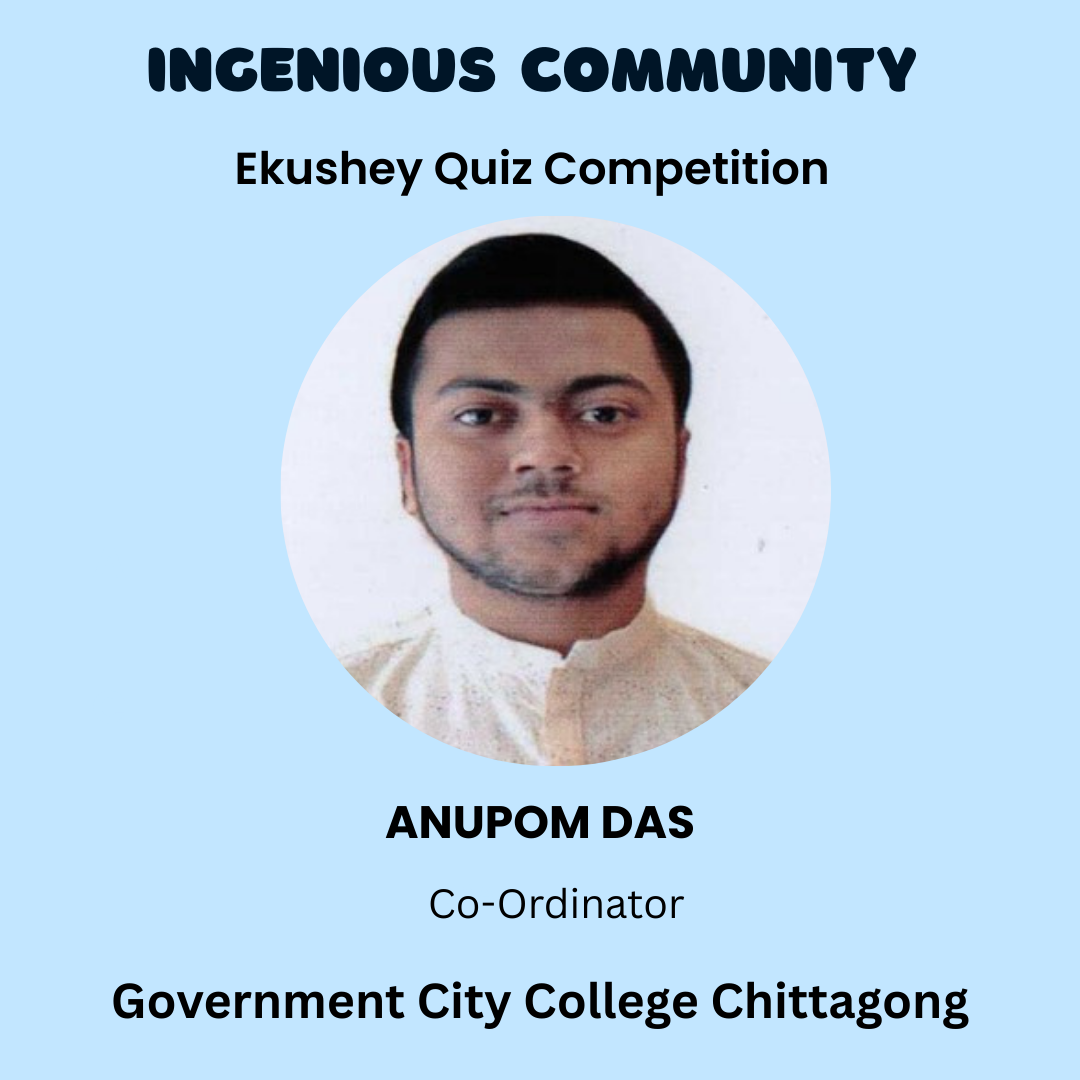 INGENIOUS COMMUNITY
Ekushey Quiz Competition
ANUPOM DAS
Co-Ordinator
Government City College Chittagong